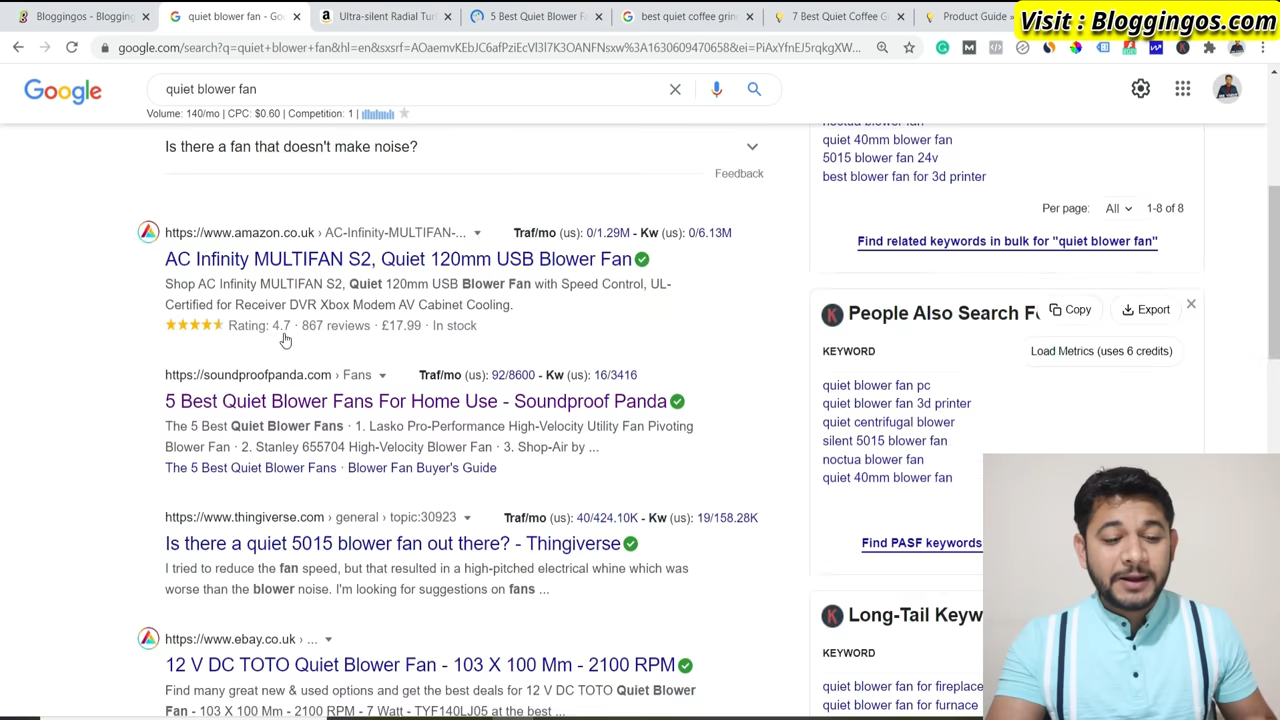 Bloggingos - Blogging
quiet blower fan - Goo
Ultra-silent Radial Tur
5 Best Quiet Blower F
best quiet coffee grin
7 Best Quiet Coffee G
Product Guide
Visit : Bloggingos.com
google.com/search?q=quiet+blower+fan&hl=en&sxsrf=AOaemvKEbC6afPziEcVl3l7K3OANFNsxw%3A1630609470658&ei=PiAxYfnEJ5rqkgXW...
Google
quiet blower fan
Volume: 140/mo | CPC: $0.60 | Competition: 1 |
Is there a fan that doesn't make noise?
Feedback
https://www.amazon.co.uk › AC-Infinity-MULTIFAN-...
Traf/mo (us): 0/1.29M - Kw (us): 0/6.13M
AC Infinity MULTIFAN S2, Quiet 120mm USB Blower Fan
Shop AC Infinity MULTIFAN S2, Quiet 120mm USB Blower Fan with Speed Control, UL-
Certified for Receiver DVR Xbox Modem AV Cabinet Cooling.
Rating: 4.7 · 867 reviews · £17.99 · In stock
https://soundproofpanda.com › Fans
Traf/mo (us): 92/8600 - Kw (us): 16/3416
5 Best Quiet Blower Fans For Home Use - Soundproof Panda
The 5 Best Quiet Blower Fans · 1. Lasko Pro-Performance High-Velocity Utility Fan Pivoting
Blower Fan · 2. Stanley 655704 High-Velocity Blower Fan · 3. Shop-Air by ...
The 5 Best Quiet Blower Fans · Blower Fan Buyer's Guide
https://www.thingiverse.com › general › topic:30923
Traf/mo (us): 40/424.10K - Kw (us): 19/158.28K
Is there a quiet 5015 blower fan out there? - Thingiverse
I tried to reduce the fan speed, but that resulted in a high-pitched electrical whine which was
worse than the blower noise. I'm looking for suggestions on fans ...
https://www.ebay.co.uk › ...
12 V DC TOTO Quiet Blower Fan - 103 X 100 Mm - 2100 RPM
Find many great new & used options and get the best deals for 12 V DC TOTO Quiet Blower
Fan - 103 X 100 Mm - 2100 RPM - 7 Watt - TYF140LJ05 at the best ...
noctua blower fan
quiet 40mm blower fan
5015 blower fan 24v
best blower fan for 3d printer
Per page: All 1-8 of 8
Find related keywords in bulk for "quiet blower fan"
People Also Search Fo
Copy
Export
KEYWORD
Load Metrics (uses 6 credits)
quiet blower fan pc
quiet blower fan 3d printer
quiet centrifugal blower
silent 5015 blower fan
noctua blower fan
quiet 40mm blower fan
Find PASF keywords
Long-Tail Keyw
KEYWORD
quiet blower fan for fireplace
quiet blower fan for furnace